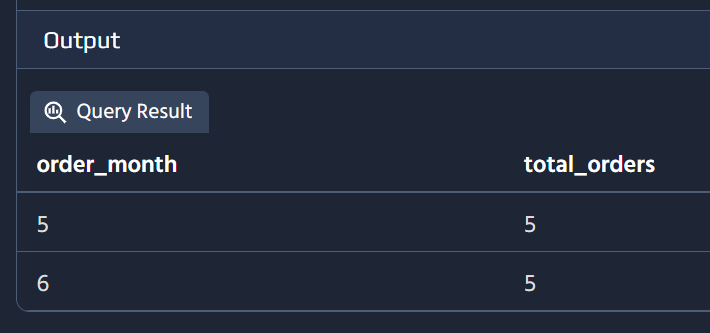 Output
Query Result
order_month total_orders
5 5
6 5